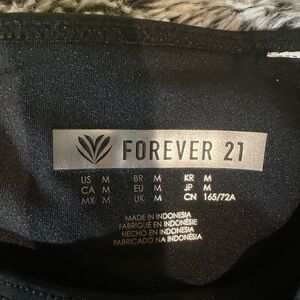 FOREVER 21
US M BR M KR M
CA M EU M JP M
MX M UK M CN 165/72A
MADE IN INDONESIA
FABRIQUÉ EN INDONÉSIE
HECHO EN INDONESIA
FABRICADO NA INDONÉSIA